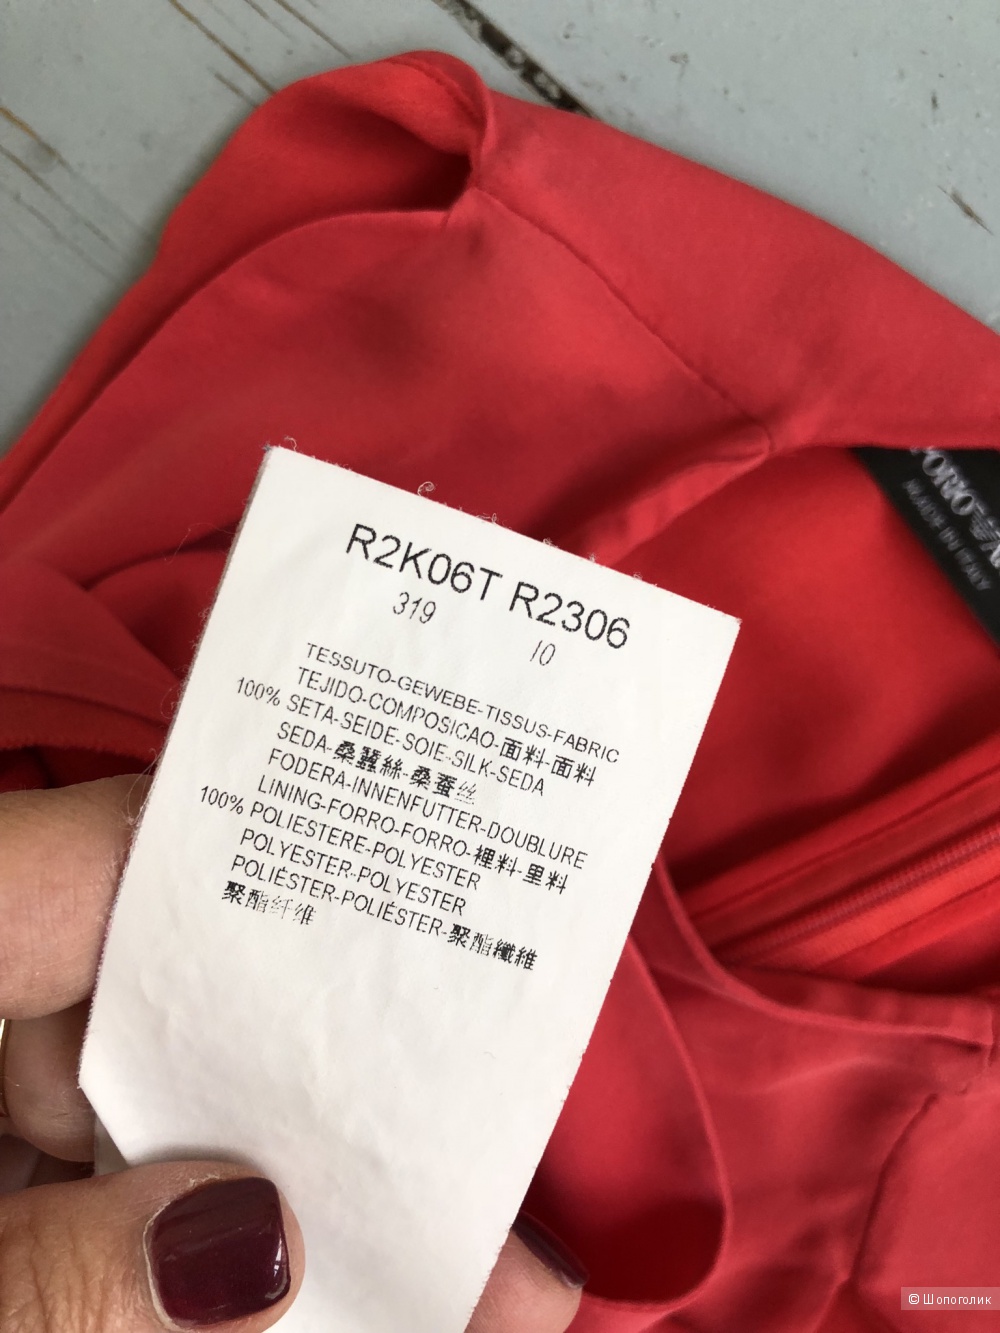 R2K06T R2306
319 10
TESSUTO-GEWEBE-TISSUS-FABRIC
TEJIDO-COMPOSICAO-面料-面料
100% SETA-SEIDE-SOIE-SILK-SEDA
SEDA-桑蠶絲-桑蚕丝
FODERA-INNENFUTTER-DOUBLURE
LINING-FORRO-FORRO-裡料-里料
100% POLIESTERE-POLYESTER
POLYESTER-POLYESTER
POLIÉSTER-POLIÉSTER-聚酯纖維
聚酯纤维
MADE IN ITALY
© Шопоголик